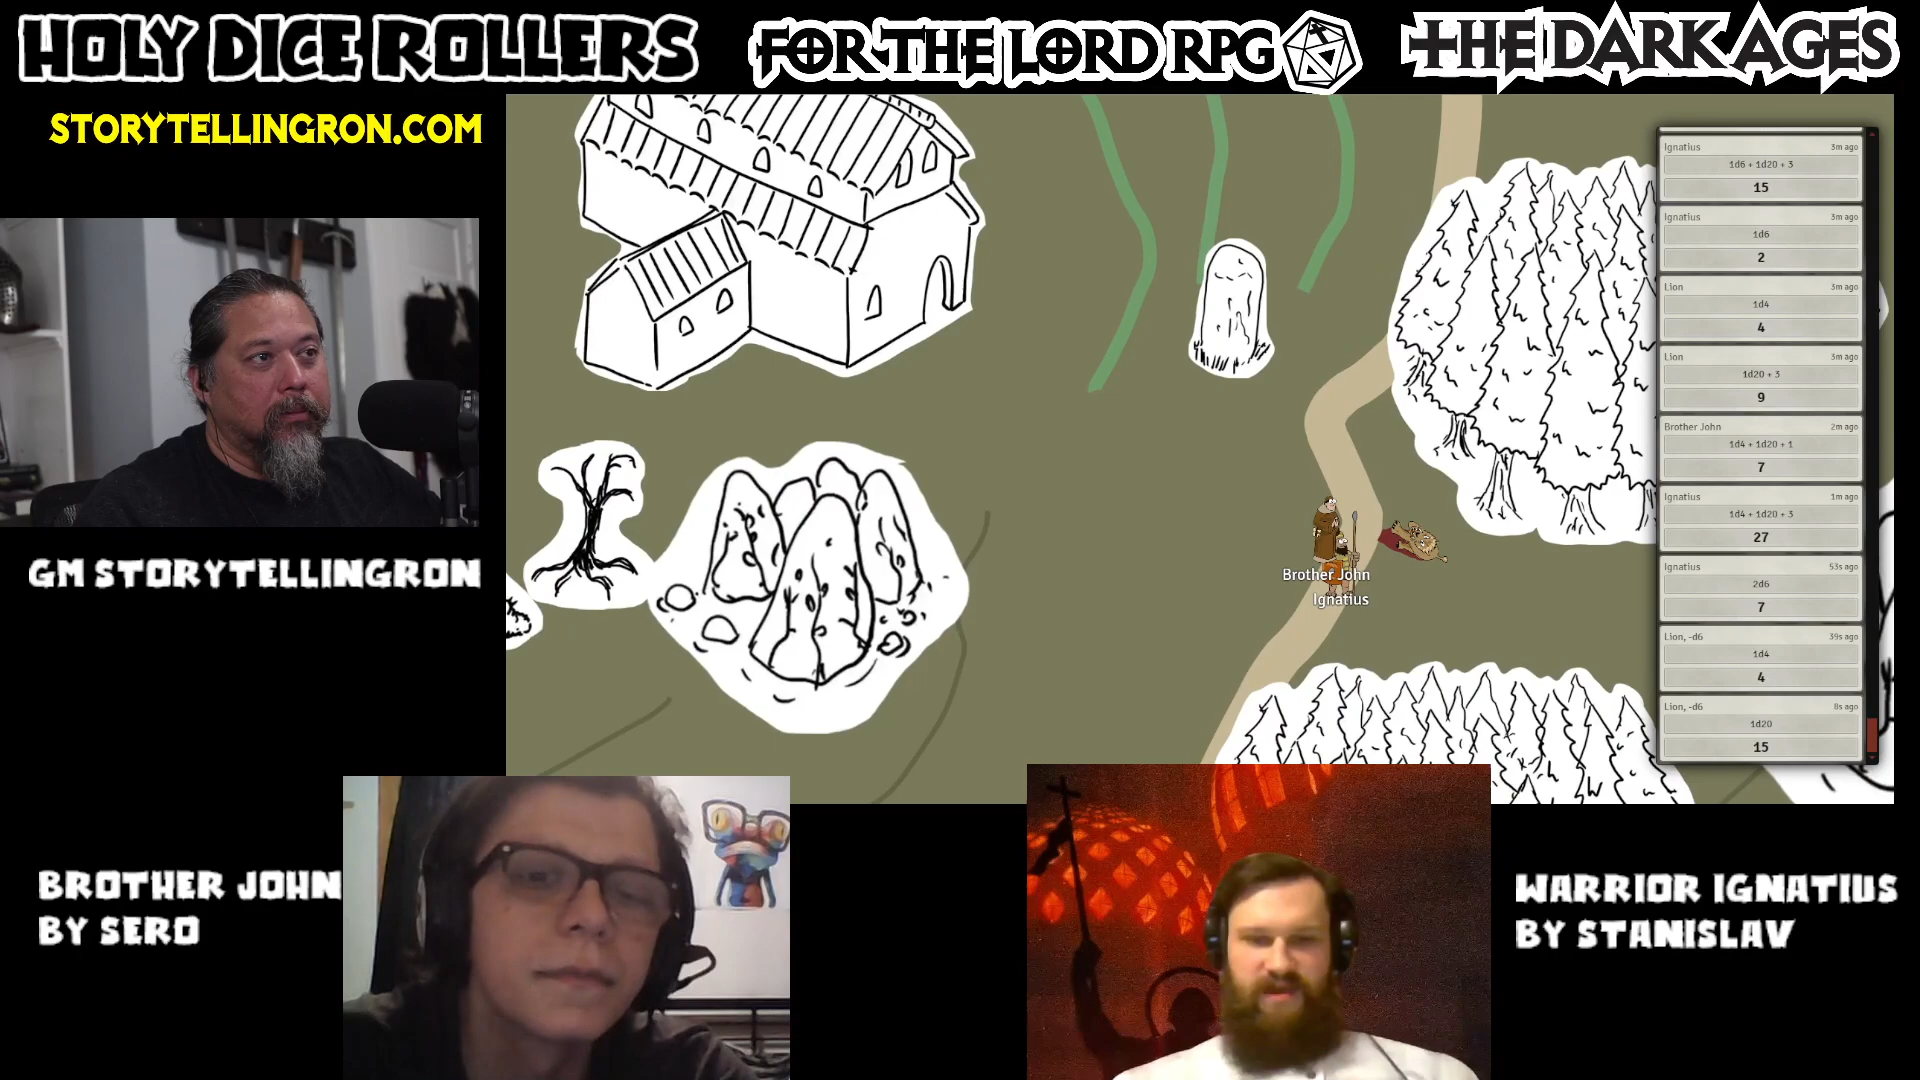 HOLY DICE ROLLERS
FOR THE LORD RPG
THE DARK AGES
STORYTELLINGRON.COM
GM STORYTELLINGRON
BROTHER JOHN
BY SERO
WARRIOR IGNATIUS
BY STANISLAV
Brother John
Ignatius
Ignatius 3m ago
1d6 + 1d20 + 3
15
Ignatius 3m ago
1d6
2
Lion 3m ago
1d4
4
Lion 3m ago
1d20 + 3
9
Brother John 2m ago
1d4 + 1d20 + 1
7
Ignatius 1m ago
1d4 + 1d20 + 3
27
Ignatius 53s ago
2d6
7
Lion, -d6 39s ago
1d4
4
Lion, -d6 8s ago
1d20
15